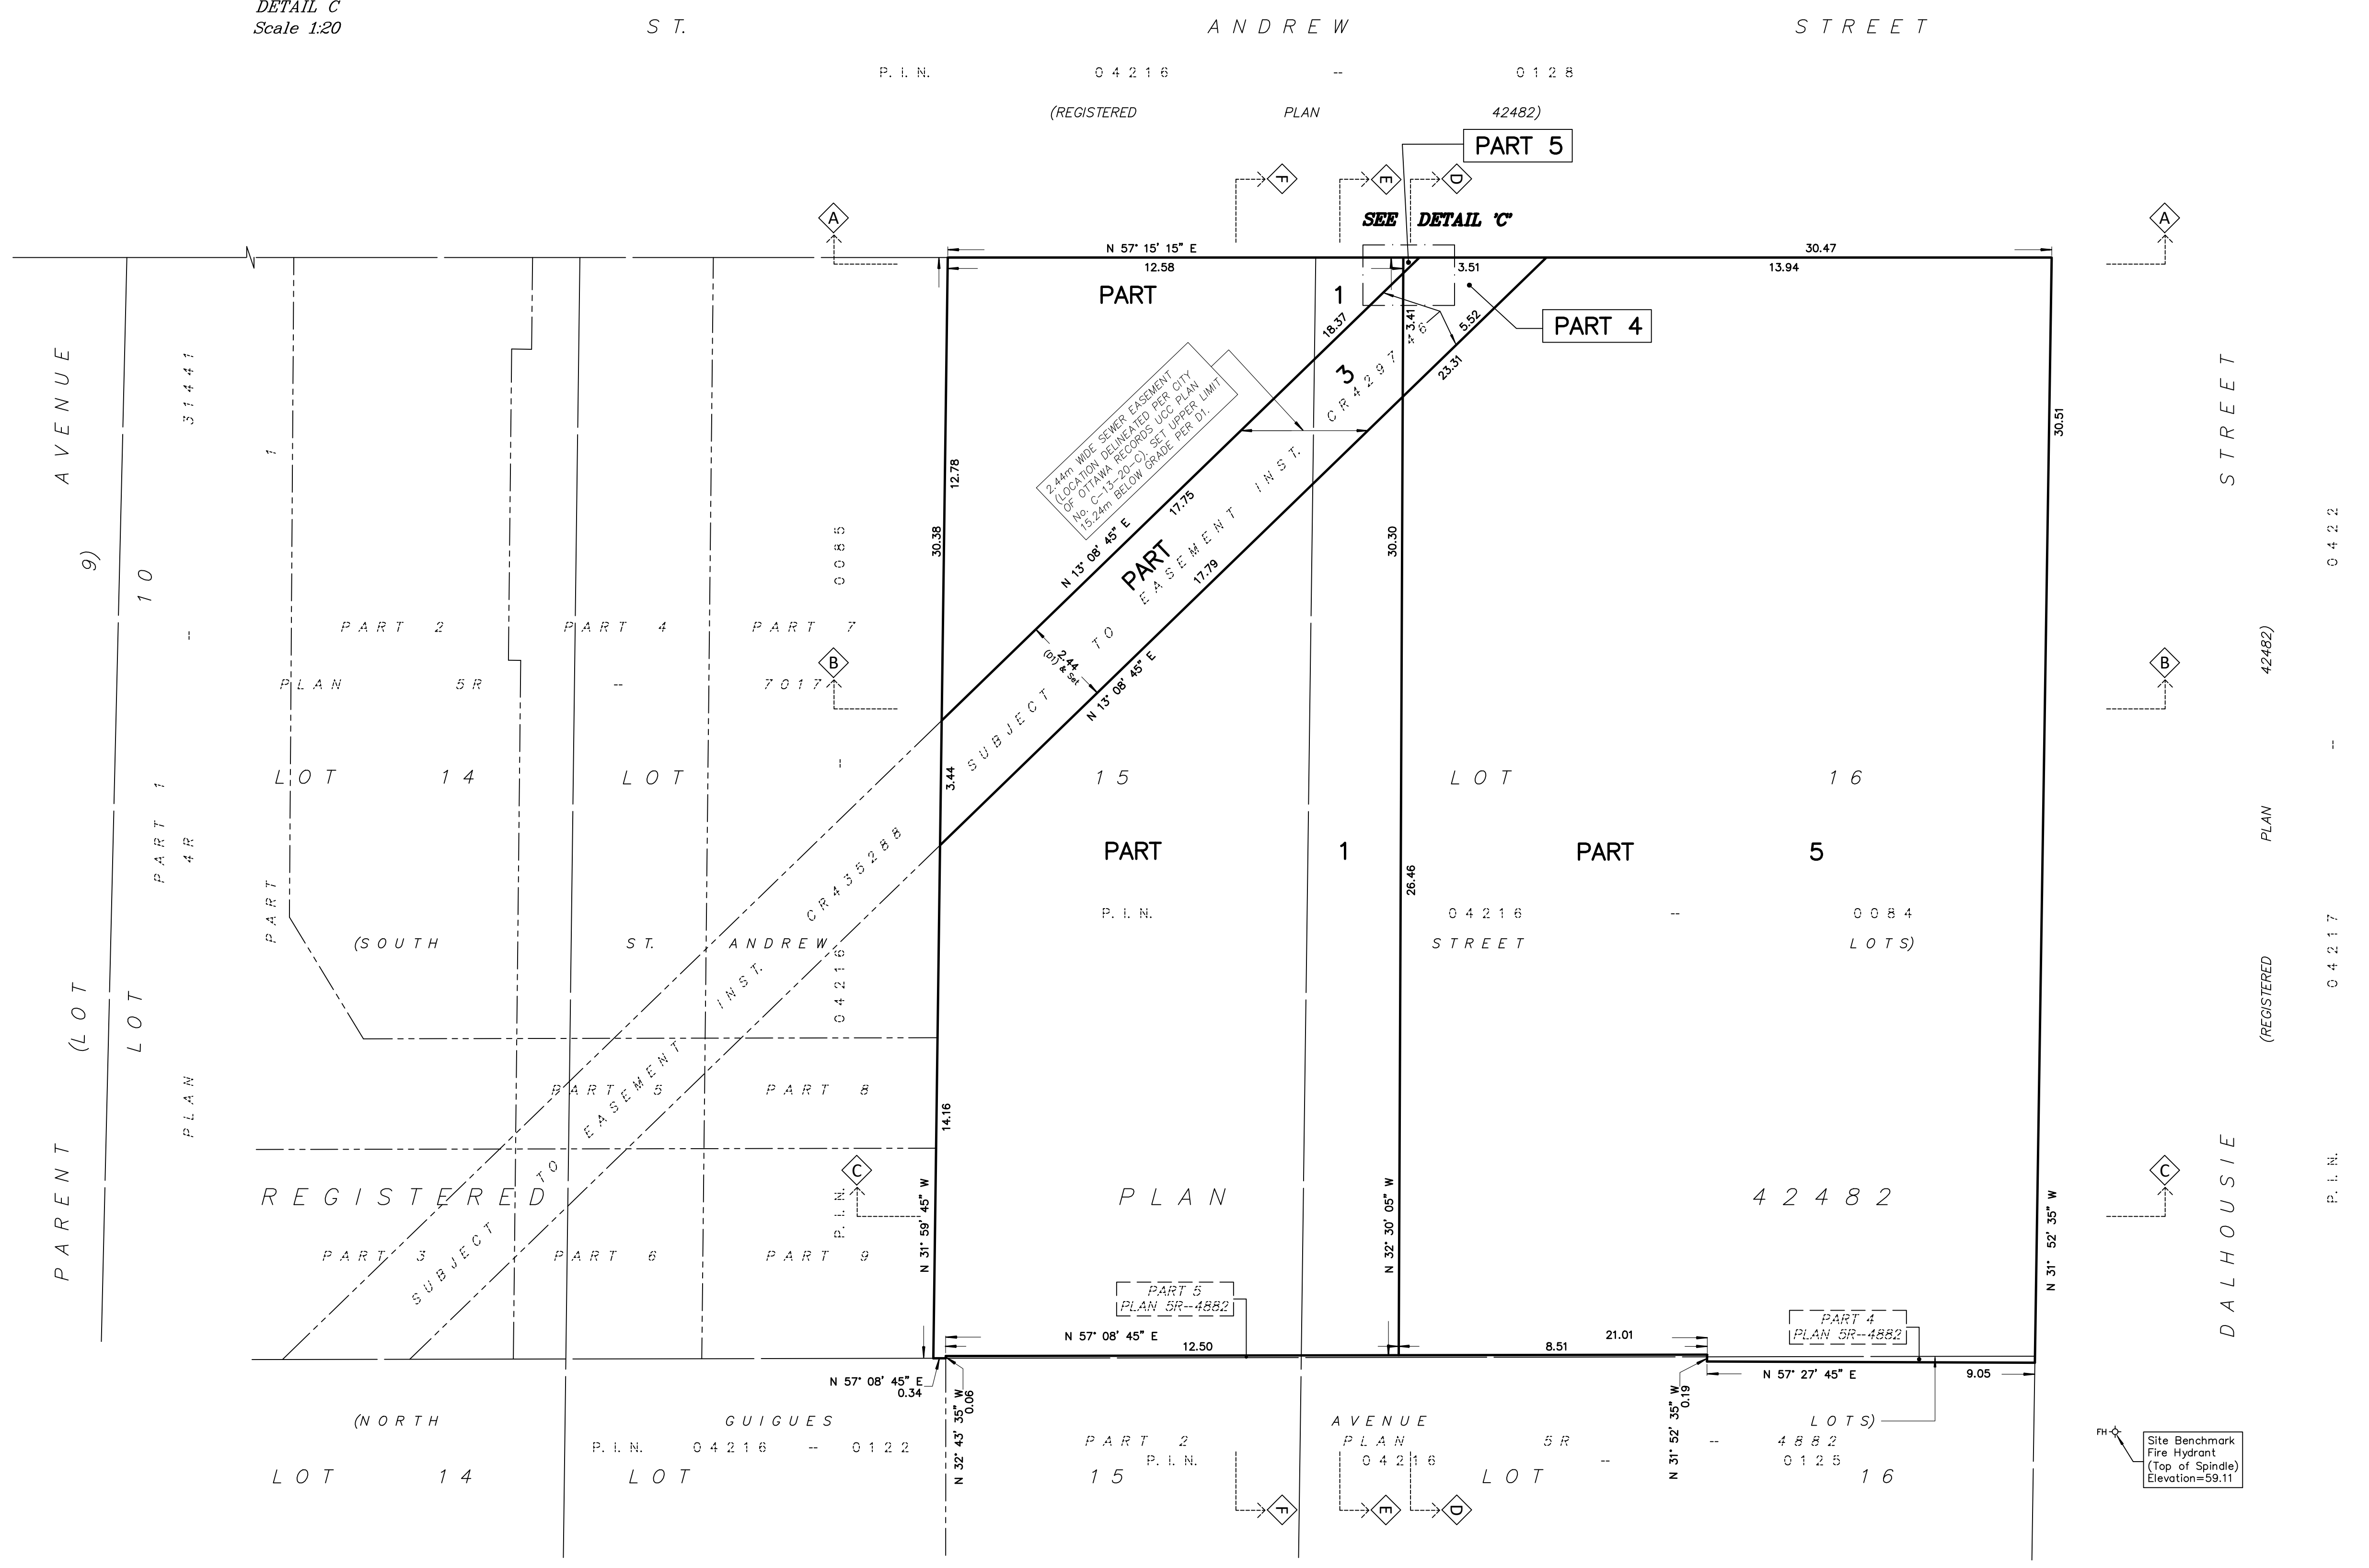 DETAIL C
Scale 1:20
ST. ANDREW STREET
P. I. N. 04216 -- 0128
(REGISTERED PLAN 42482)
PART 5
F E D
SEE DETAIL 'C'
A A
N 57° 15' 15" E 30.47
12.58 3.51 13.94
PART 1
PART 4
18.37
3.41
5.52
23.31
3
2.44m WIDE SEWER EASEMENT
(LOCATION DELINEATED PER CITY
OF OTTAWA RECORDS UCC PLAN
No. C-13-20-C). SET UPPER LIMIT
15.24m BELOW GRADE PER D1.
SUBJECT TO EASEMENT INST. CR429746
12.78
30.38
30.30
30.51
N 13° 08' 45" E
17.75
PART
17.79
2.44
(D1) & Set
N 13° 08' 45" E
PARENT AVENUE
(LOT 9)
LOT 10
PART 1
PLAN 4R -- 31441
PART 1
PART 2 PART 4 PART 7
PLAN 5R -- 7017
B B
LOT 14 LOT 15 LOT 16
3.44
P. I. N. 04216 -- 0085
PART 1 PART 5
26.46
P. I. N. 04216 -- 0084
(SOUTH ST. ANDREW STREET LOTS)
SUBJECT TO EASEMENT INST. CR435288
PART 5 PART 8
14.16
C C
REGISTERED PLAN 42482
PART 3 PART 6 PART 9
N 31° 59' 45" W
N 32° 30' 05" W
N 31° 52' 35" W
DALHOUSIE STREET
(REGISTERED PLAN 42482)
P. I. N. 04217 -- 0422
PART 5
PLAN 5R--4882
PART 4
PLAN 5R--4882
N 57° 08' 45" E 21.01
12.50 8.51
N 57° 08' 45" E
0.34
N 32° 43' 35" W
0.06
N 31° 52' 35" W
0.19
N 57° 27' 45" E 9.05
(NORTH GUIGUES AVENUE LOTS)
P. I. N. 04216 -- 0122
PART 2 PLAN 5R -- 4882
P. I. N. 04216 -- 0125
LOT 14 LOT 15 LOT 16
F E D
FH
Site Benchmark
Fire Hydrant
(Top of Spindle)
Elevation=59.11